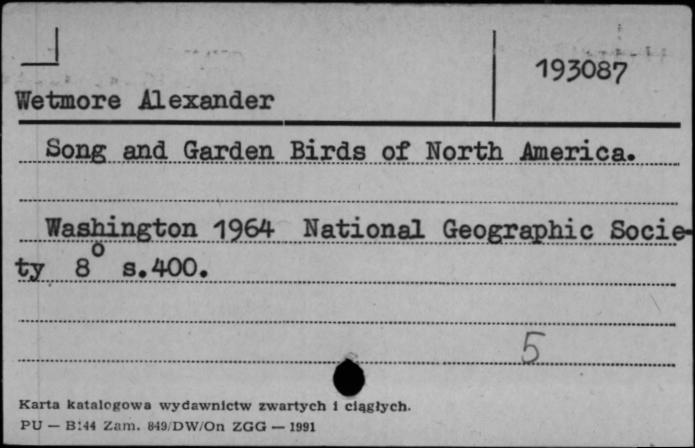 193087
Wetmore Alexander
Song and Garden Birds of North America.
Washington 1964 National Geographic Socie-
ty 8° s.400.
5
Karta katalogowa wydawnictw zwartych i ciągłych.
PU — B144 Zam. 849/DW/On ZGG — 1991